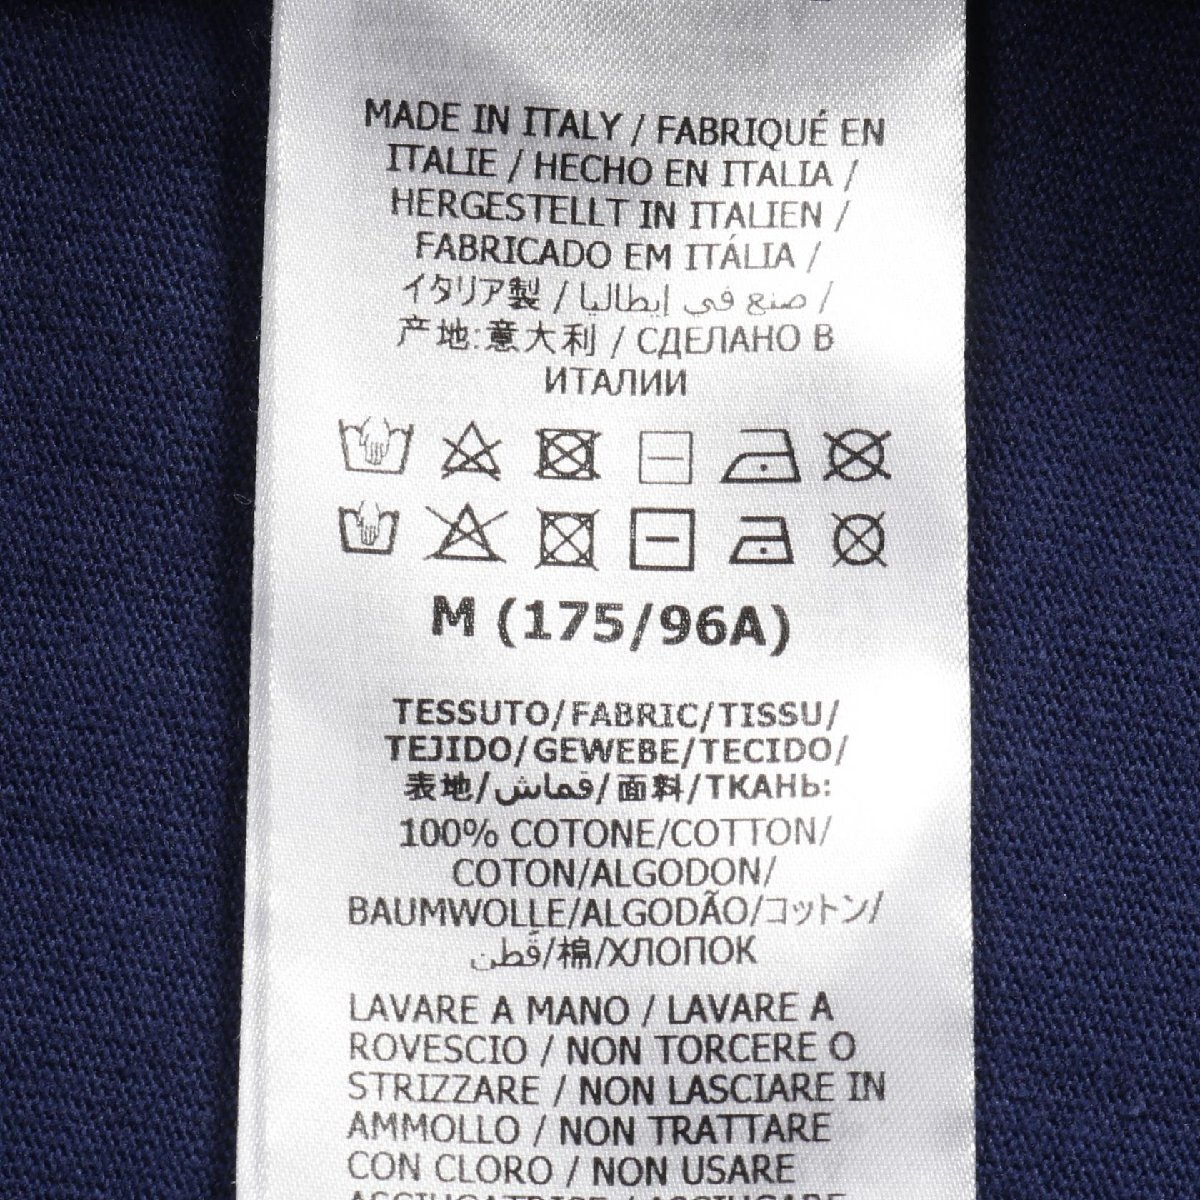 MADE IN ITALY / FABRIQUÉ EN
ITALIE / HECHO EN ITALIA /
HERGESTELLT IN ITALIEN /
FABRICADO EM ITÁLIA /
イタリア製 / صنع في إيطاليا /
产地:意大利 / СДЕЛАНО В
ИТАЛИИ
M (175/96A)
TESSUTO/FABRIC/TISSU/
TEJIDO/GEWEBE/TECIDO/
表地/قماش/面料/ТКАНЬ:
100% COTONE/COTTON/
COTON/ALGODON/
BAUMWOLLE/ALGODÃO/コットン/
قطن/棉/ХЛОПОК
LAVARE A MANO / LAVARE A
ROVESCIO / NON TORCERE O
STRIZZARE / NON LASCIARE IN
AMMOLLO / NON TRATTARE
CON CLORO / NON USARE